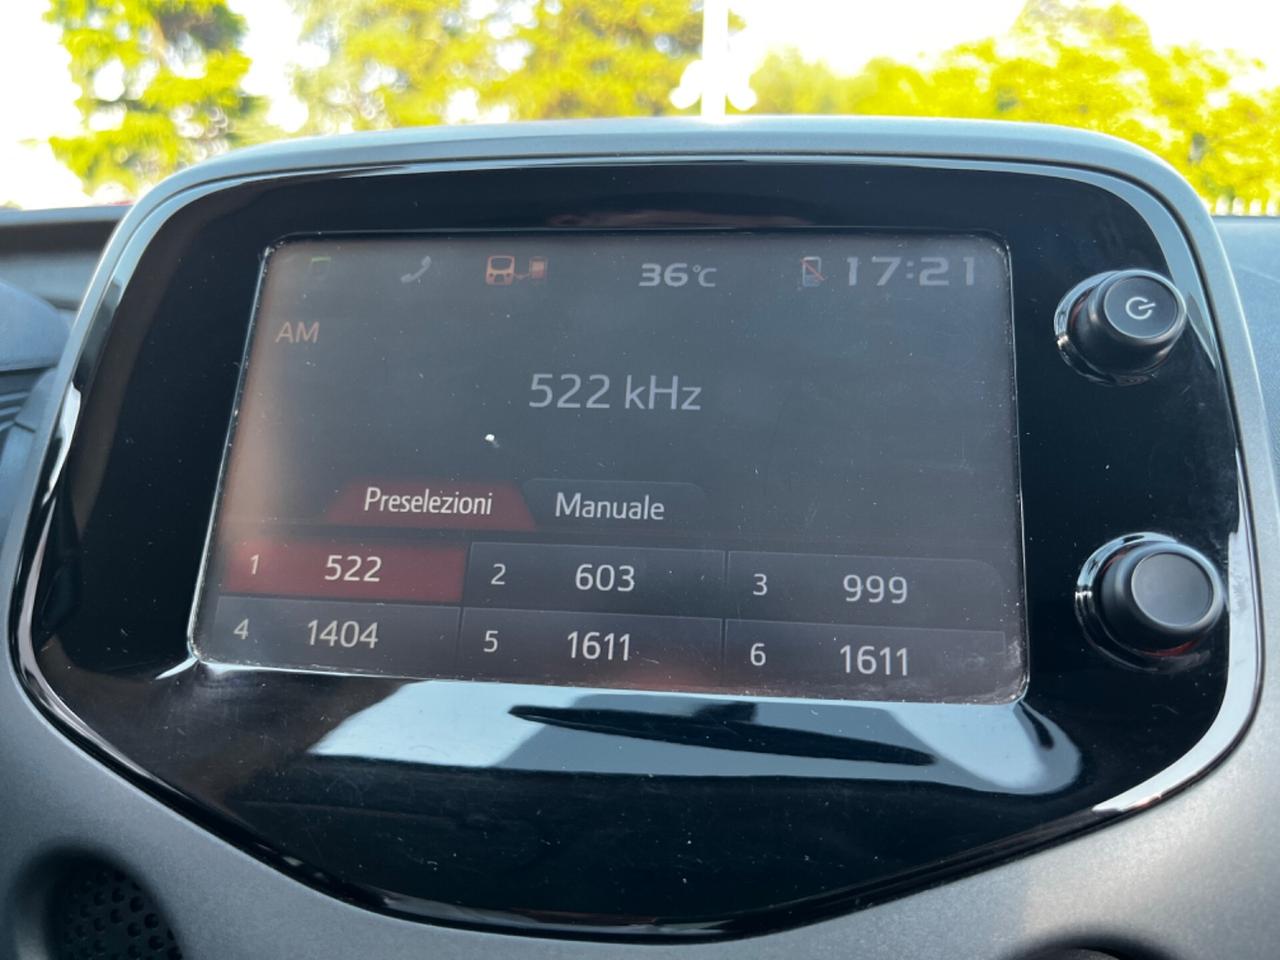 36°C 17:21
AM
522 kHz
Preselezioni Manuale
1 522 2 603 3 999
4 1404 5 1611 6 1611